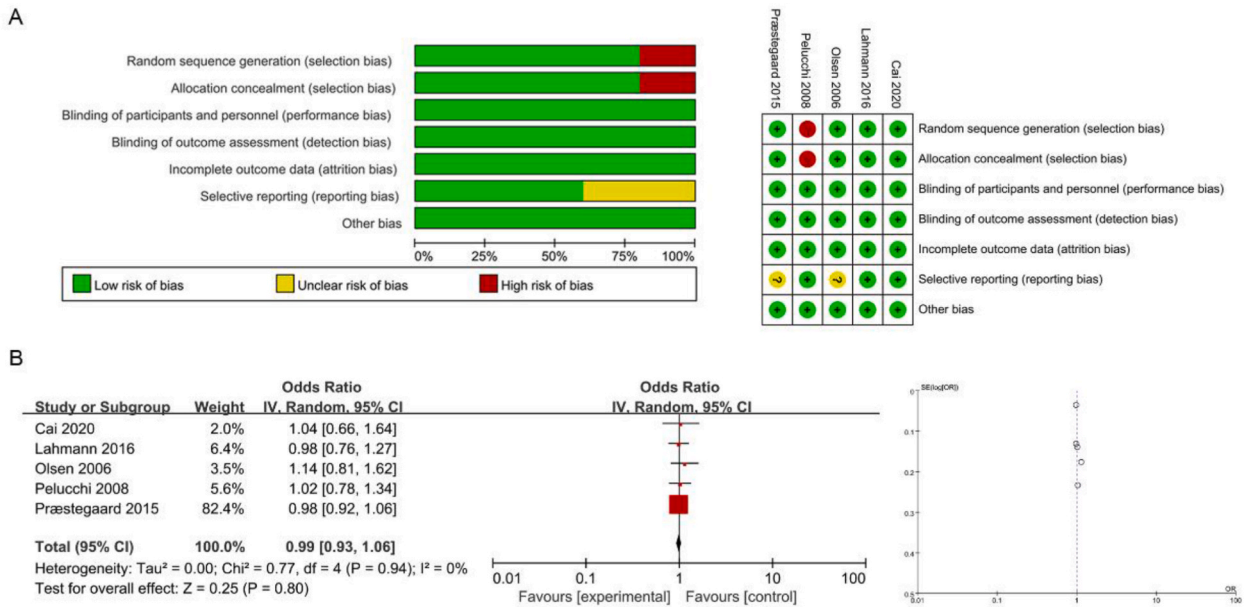 A
Random sequence generation (selection bias)
Allocation concealment (selection bias)
Blinding of participants and personnel (performance bias)
Blinding of outcome assessment (detection bias)
Incomplete outcome data (attrition bias)
Selective reporting (reporting bias)
Other bias
0% 25% 50% 75% 100%
Low risk of bias Unclear risk of bias High risk of bias
Præstegaard 2015
Pelucchi 2008
Olsen 2006
Lahmann 2016
Cai 2020
+ + + + Random sequence generation (selection bias)
+ + + + Allocation concealment (selection bias)
+ + + + + Blinding of participants and personnel (performance bias)
+ + + + + Blinding of outcome assessment (detection bias)
+ + + + + Incomplete outcome data (attrition bias)
? + ? + + Selective reporting (reporting bias)
+ + + + + Other bias
B
Odds Ratio Odds Ratio
Study or Subgroup Weight IV, Random, 95% CI IV, Random, 95% CI
Cai 2020 2.0% 1.04 [0.66, 1.64]
Lahmann 2016 6.4% 0.98 [0.76, 1.27]
Olsen 2006 3.5% 1.14 [0.81, 1.62]
Pelucchi 2008 5.6% 1.02 [0.78, 1.34]
Præstegaard 2015 82.4% 0.98 [0.92, 1.06]
Total (95% CI) 100.0% 0.99 [0.93, 1.06]
Heterogeneity: Tau² = 0.00; Chi² = 0.77, df = 4 (P = 0.94); I² = 0%
Test for overall effect: Z = 0.25 (P = 0.80)
0.01 0.1 1 10 100
Favours [experimental] Favours [control]
SE(log[OR])
0
0.1
0.2
0.3
0.4
0.5
OR
0.01 0.1 1 10 100